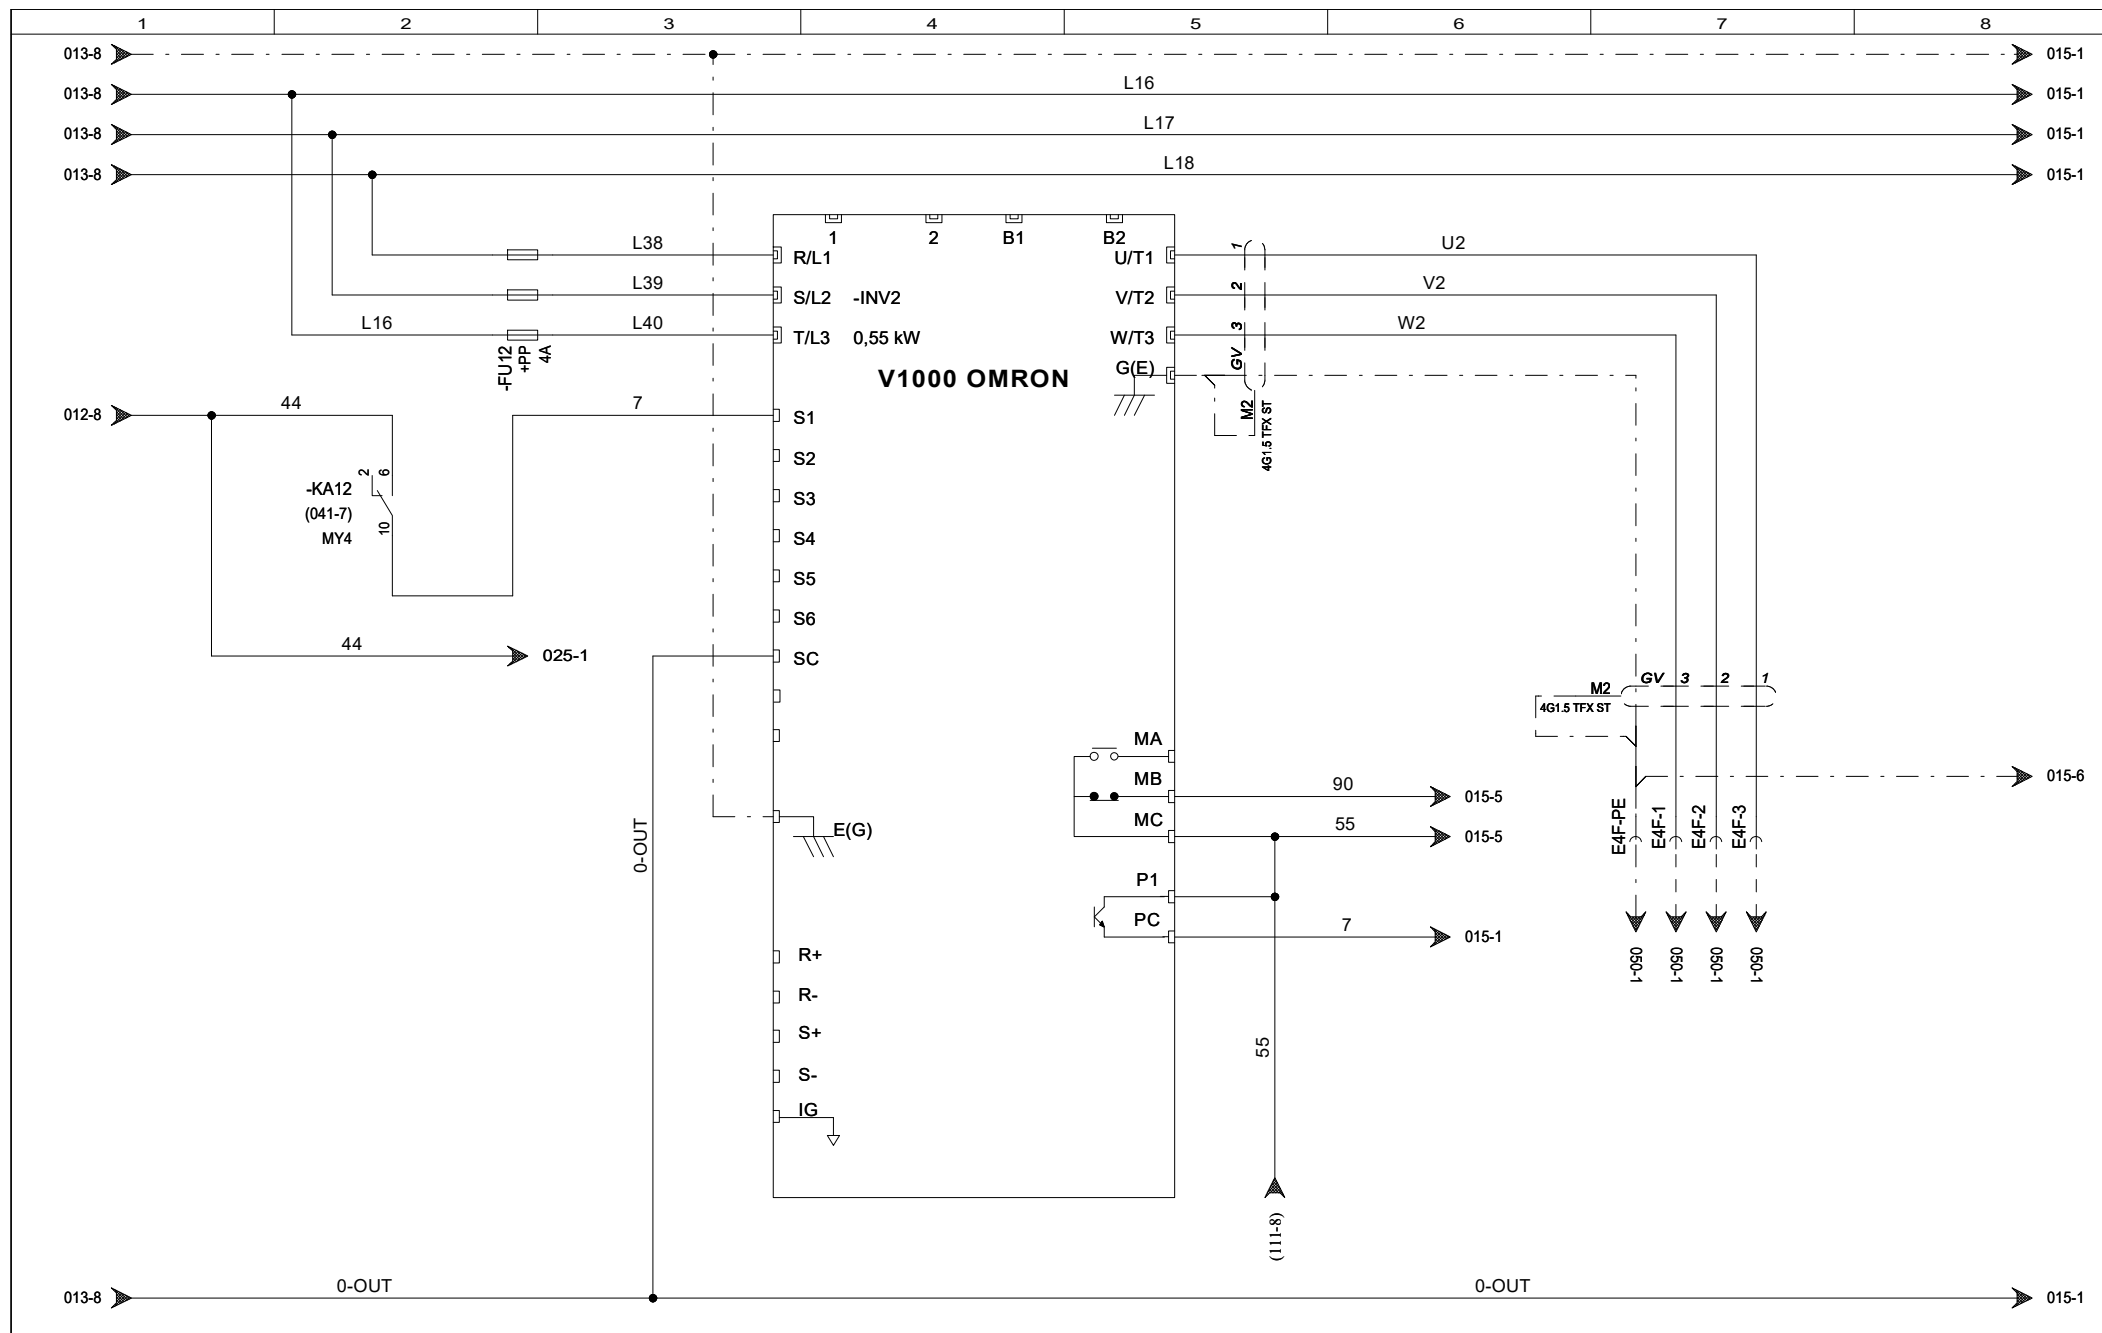 1 2 3 4 5 6 7 8
013-8 015-1
013-8 L16 015-1
013-8 L17 015-1
013-8 L18 015-1
1 2 B1 B2
L38 R/L1 U/T1 1 U2
L39 S/L2 -INV2 V/T2 2 V2
L16 L40 T/L3 0,55 kW W/T3 3 W2
-FU12
+PP
4A
V1000 OMRON
G(E) GV
M2
4G1.5 TFX ST
012-8 44 7 S1
S2
2 6
-KA12 S3
(041-7)
MY4 10 S4
S5
S6
44 025-1 SC
M2 GV 3 2 1
4G1.5 TFX ST
MA
015-6
MB 90 015-5
MC 55 015-5
E(G)
0-OUT
E4F-PE E4F-1 E4F-2 E4F-3
P1
PC 7 015-1
050-1 050-1 050-1 050-1
R+
R-
S+
S-
IG
55
(111-8)
013-8 0-OUT 0-OUT 015-1